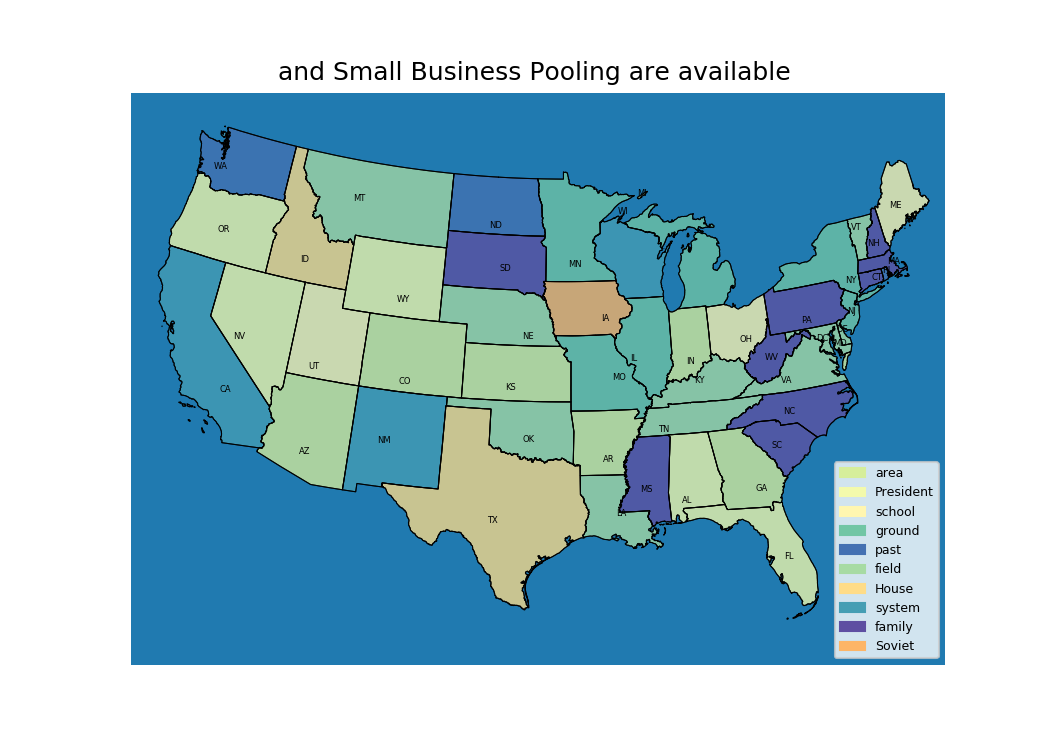 and Small Business Pooling are available
WA
MT
ND
MN
WI
MI
ME
VT
NH
MA
OR
ID
SD
WY
NY
CT
RI
NV
UT
CO
NE
IA
IL
IN
OH
PA
NJ
DE
MD
DC
WV
VA
KY
CA
AZ
NM
KS
MO
OK
AR
TN
NC
SC
TX
LA
MS
AL
GA
FL
area
President
school
ground
past
field
House
system
family
Soviet